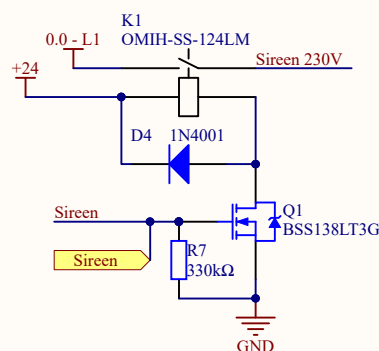 K1
0.0 - L1
OMIH-SS-124LM
Sireen 230V
+24
D4
1N4001
Sireen
Q1
BSS138LT3G
Sireen
R7
330kΩ
GND